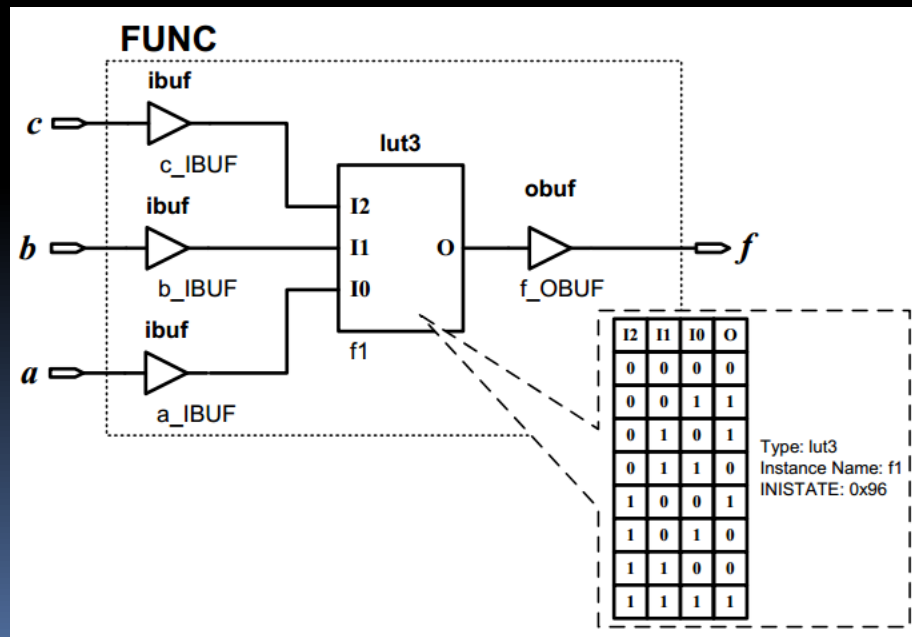 FUNC
ibuf
c
c_IBUF
lut3
ibuf
I2
obuf
b
I1
O
f
b_IBUF
I0
f_OBUF
ibuf
f1
a
a_IBUF
I2 I1 I0 O
0 0 0 0
0 0 1 1
0 1 0 1
0 1 1 0
1 0 0 1
1 0 1 0
1 1 0 0
1 1 1 1
Type: lut3
Instance Name: f1
INISTATE: 0x96